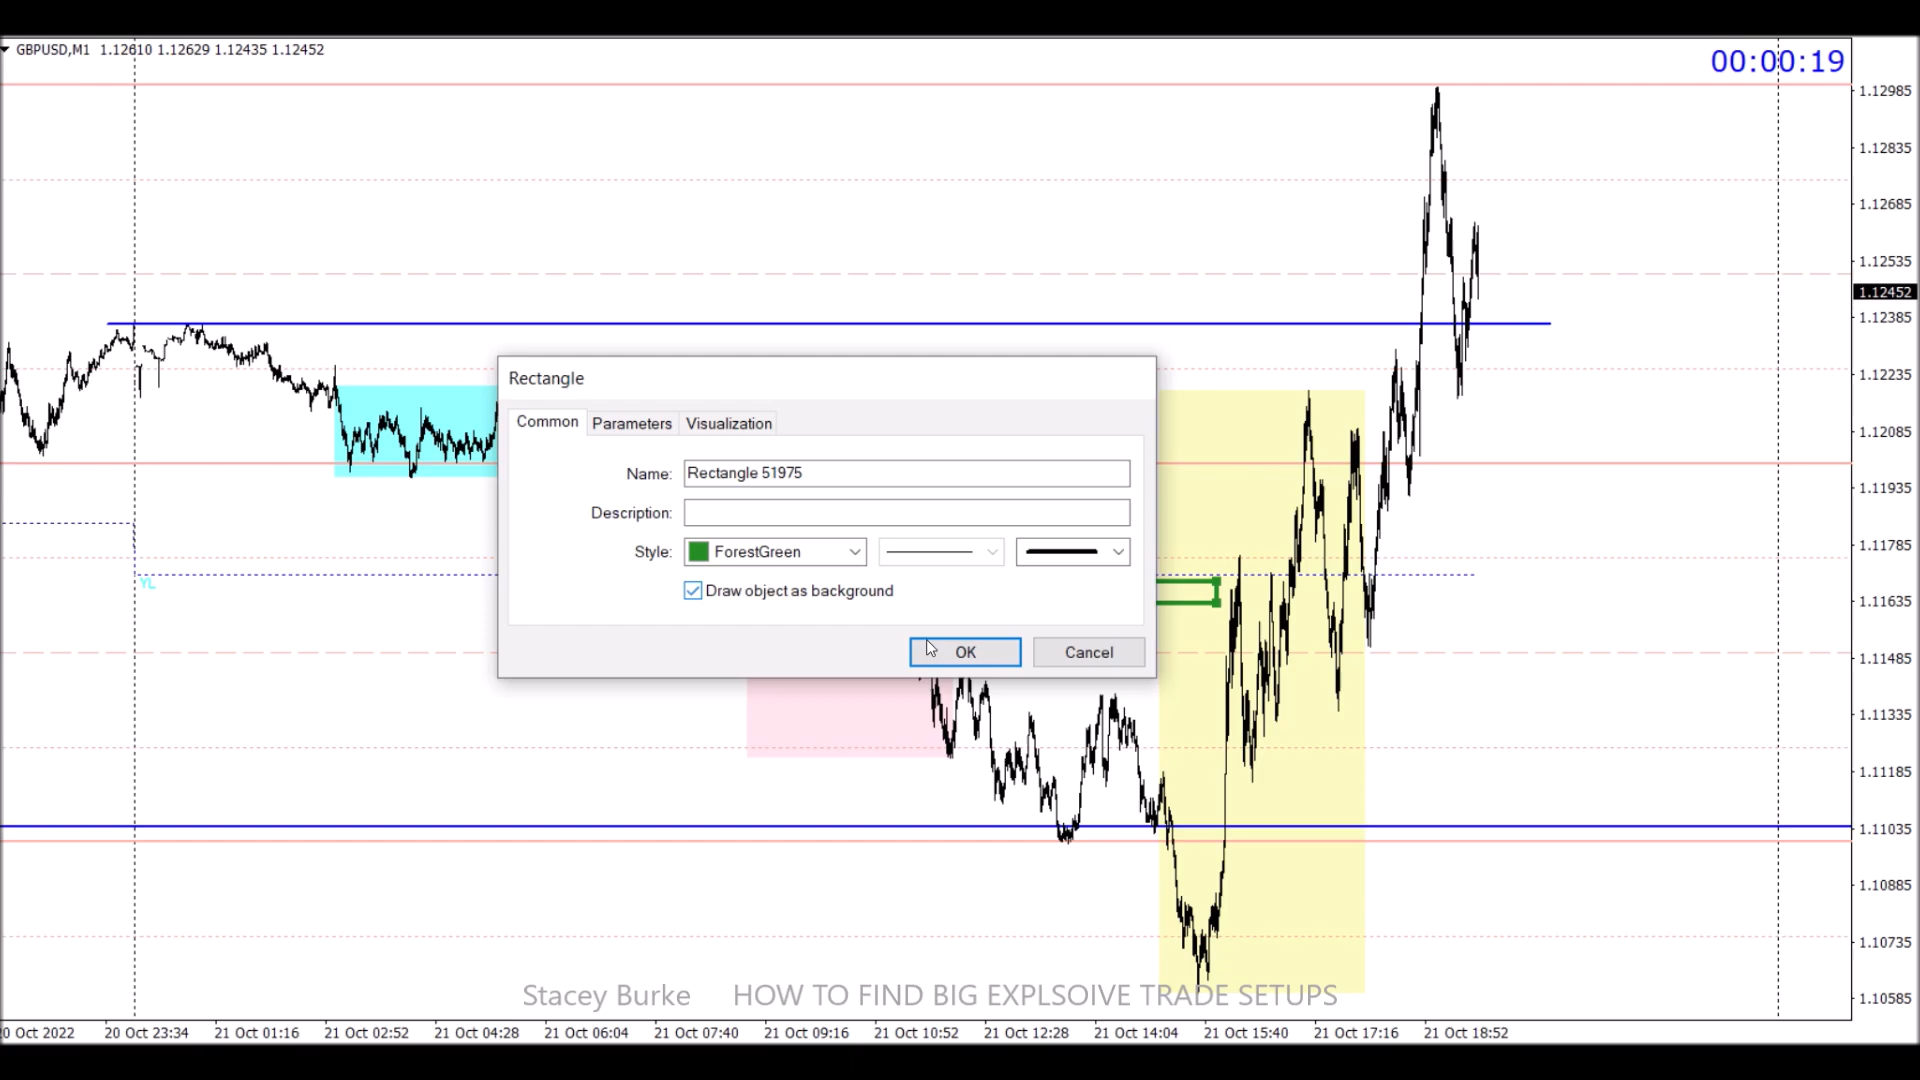 GBPUSD,M1 1.12610 1.12629 1.12435 1.12452
00:00:19
1.12985
1.12835
1.12685
1.12535
1.12452
1.12385
1.12235
1.12085
1.11935
1.11785
1.11635
1.11485
1.11335
1.11185
1.11035
1.10885
1.10735
1.10585
YL
Rectangle
Common Parameters Visualization
Name: Rectangle 51975
Description:
Style: ForestGreen
Draw object as background
OK Cancel
Stacey Burke HOW TO FIND BIG EXPLSOIVE TRADE SETUPS
0 Oct 2022 20 Oct 23:34 21 Oct 01:16 21 Oct 02:52 21 Oct 04:28 21 Oct 06:04 21 Oct 07:40 21 Oct 09:16 21 Oct 10:52 21 Oct 12:28 21 Oct 14:04 21 Oct 15:40 21 Oct 17:16 21 Oct 18:52